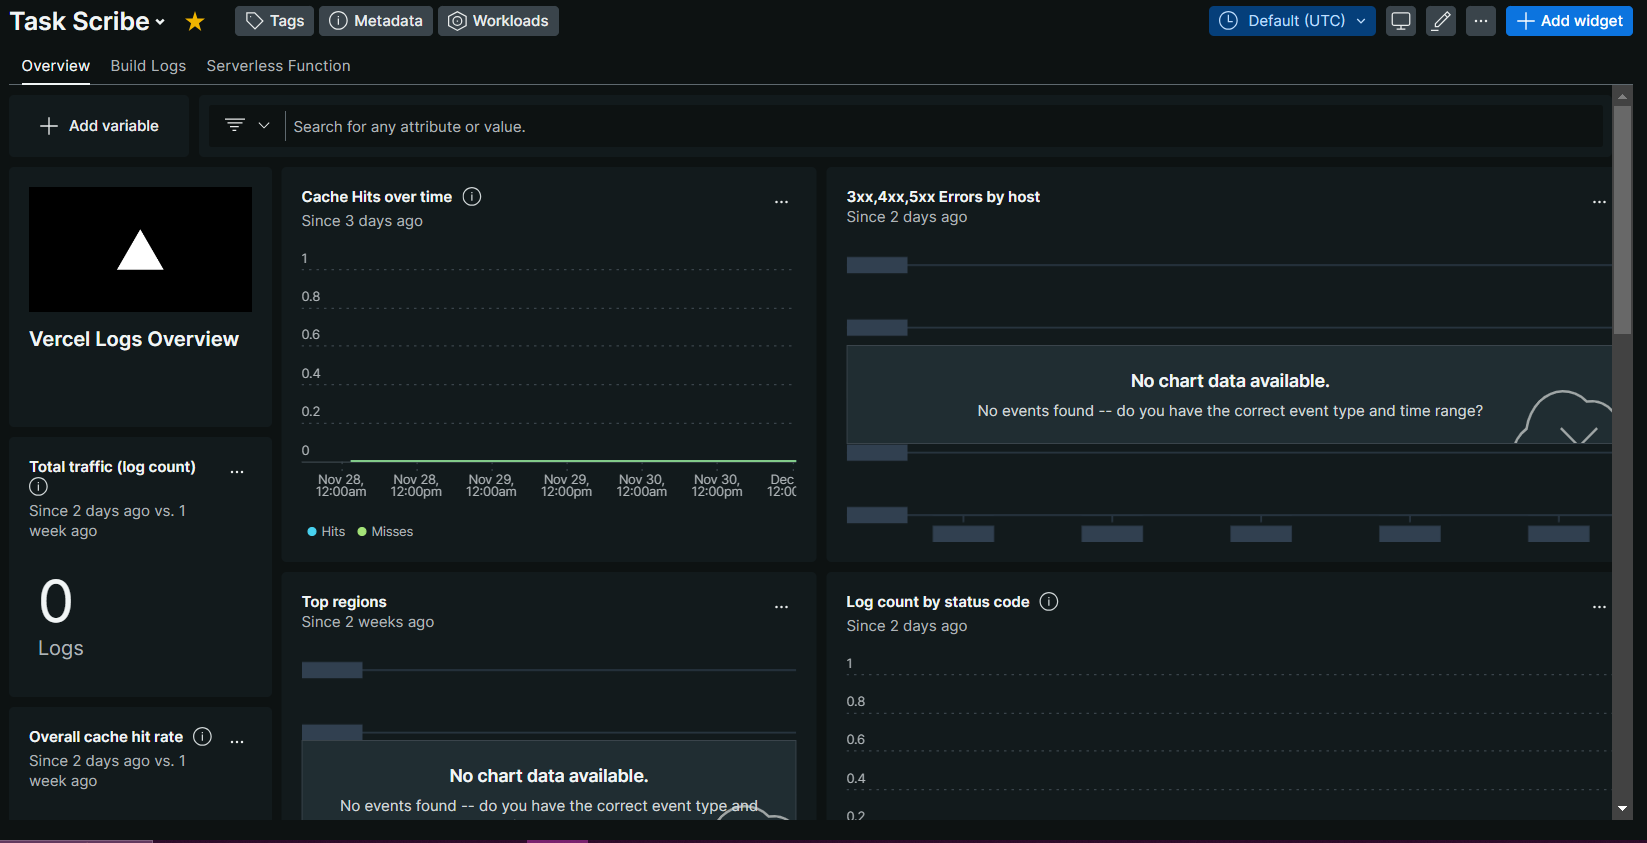 Task Scribe
Tags
Metadata
Workloads
Default (UTC)
Add widget
Overview
Build Logs
Serverless Function
Add variable
Search for any attribute or value.
Vercel Logs Overview
Cache Hits over time
Since 3 days ago
1
0.8
0.6
0.4
0.2
0
Nov 28,
12:00am
Nov 28,
12:00pm
Nov 29,
12:00am
Nov 29,
12:00pm
Nov 30,
12:00am
Nov 30,
12:00pm
Dec
12:00
Hits
Misses
3xx,4xx,5xx Errors by host
Since 2 days ago
No chart data available.
No events found -- do you have the correct event type and time range?
Total traffic (log count)
Since 2 days ago vs. 1
week ago
0
Logs
Top regions
Since 2 weeks ago
No chart data available.
No events found -- do you have the correct event type and
Log count by status code
Since 2 days ago
1
0.8
0.6
0.4
0.2
Overall cache hit rate
Since 2 days ago vs. 1
week ago